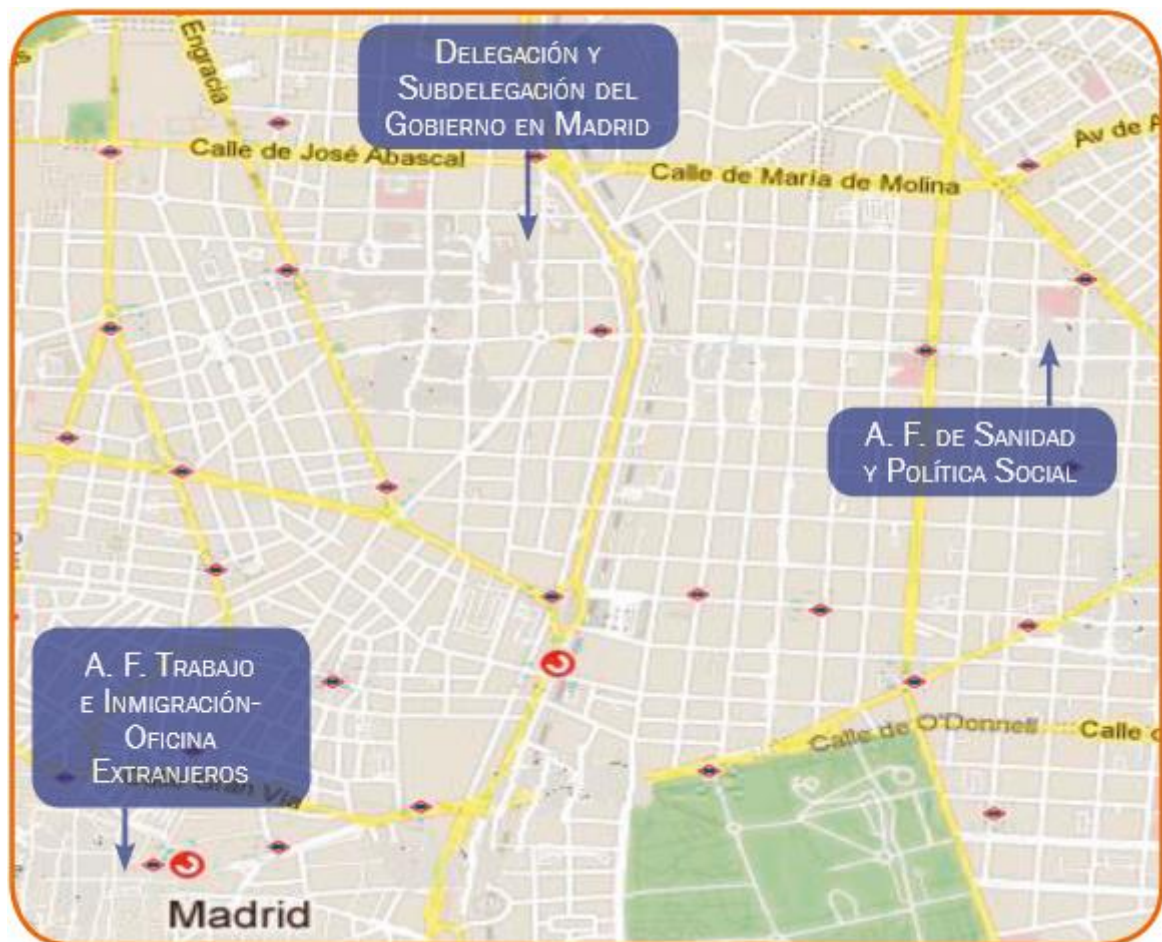 Engracia
DELEGACIÓN Y
SUBDELEGACIÓN DEL
GOBIERNO EN MADRID
Calle de José Abascal
Calle de María de Molina
Av de A
A. F. DE SANIDAD
Y POLÍTICA SOCIAL
A. F. TRABAJO
E INMIGRACIÓN-
OFICINA
EXTRANJEROS
Gran Vía
Calle de O'Donnell
Calle
Madrid